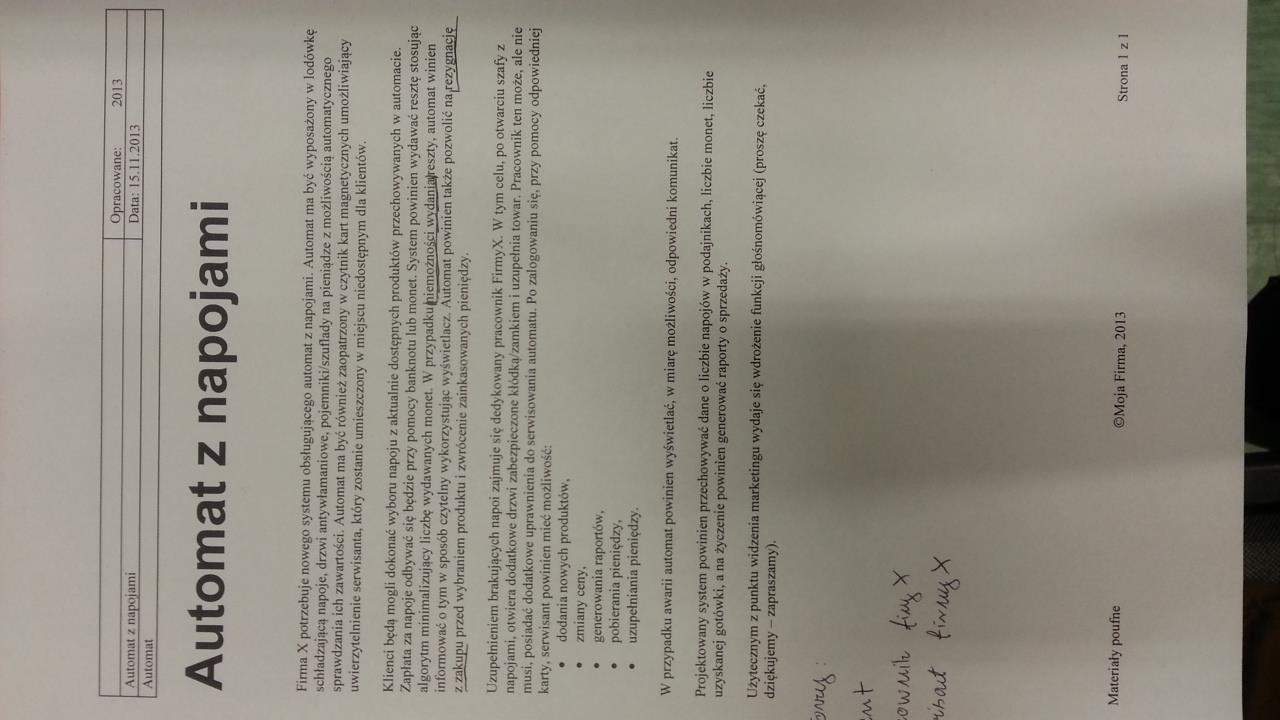 Opracowane: 2013
Automat z napojami Data: 15.11.2013
Automat
Automat z napojami
Firma X potrzebuje nowego systemu obsługującego automat z napojami. Automat ma być wyposażony w lodówkę
schładzającą napoje, drzwi antywłamaniowe, pojemniki/szuflady na pieniądze z możliwością automatycznego
sprawdzania ich zawartości. Automat ma być również zaopatrzony w czytnik kart magnetycznych umożliwiający
uwierzytelnienie serwisanta, który zostanie umieszczony w miejscu niedostępnym dla klientów.
Klienci będą mogli dokonać wyboru napoju z aktualnie dostępnych produktów przechowywanych w automacie.
Zapłata za napoje odbywać się będzie przy pomocy banknotu lub monet. System powinien wydawać resztę stosując
algorytm minimalizujący liczbę wydawanych monet. W przypadku niemożności wydania reszty, automat winien
informować o tym w sposób czytelny wykorzystując wyświetlacz. Automat powinien także pozwolić na rezygnację
z zakupu przed wybraniem produktu i zwrócenie zainkasowanych pieniędzy.
Uzupełnieniem brakujących napoi zajmuje się dedykowany pracownik FirmyX. W tym celu, po otwarciu szafy z
napojami, otwiera dodatkowe drzwi zabezpieczone kłódką/zamkiem i uzupełnia towar. Pracownik ten może, ale nie
musi, posiadać dodatkowe uprawnienia do serwisowania automatu. Po zalogowaniu się, przy pomocy odpowiedniej
karty, serwisant powinien mieć możliwość:
• dodania nowych produktów,
• zmiany ceny,
• generowania raportów,
• pobierania pieniędzy,
• uzupełniania pieniędzy.
W przypadku awarii automat powinien wyświetlać, w miarę możliwości, odpowiedni komunikat.
Projektowany system powinien przechowywać dane o liczbie napojów w podajnikach, liczbie monet, liczbie
uzyskanej gotówki, a na życzenie powinien generować raporty o sprzedaży.
Użytecznym z punktu widzenia marketingu wydaje się wdrożenie funkcji głośnomówiącej (proszę czekać,
dziękujemy – zapraszamy).
firmy X
firmy X
Materiały poufne ©Moja Firma, 2013 Strona 1 z 1